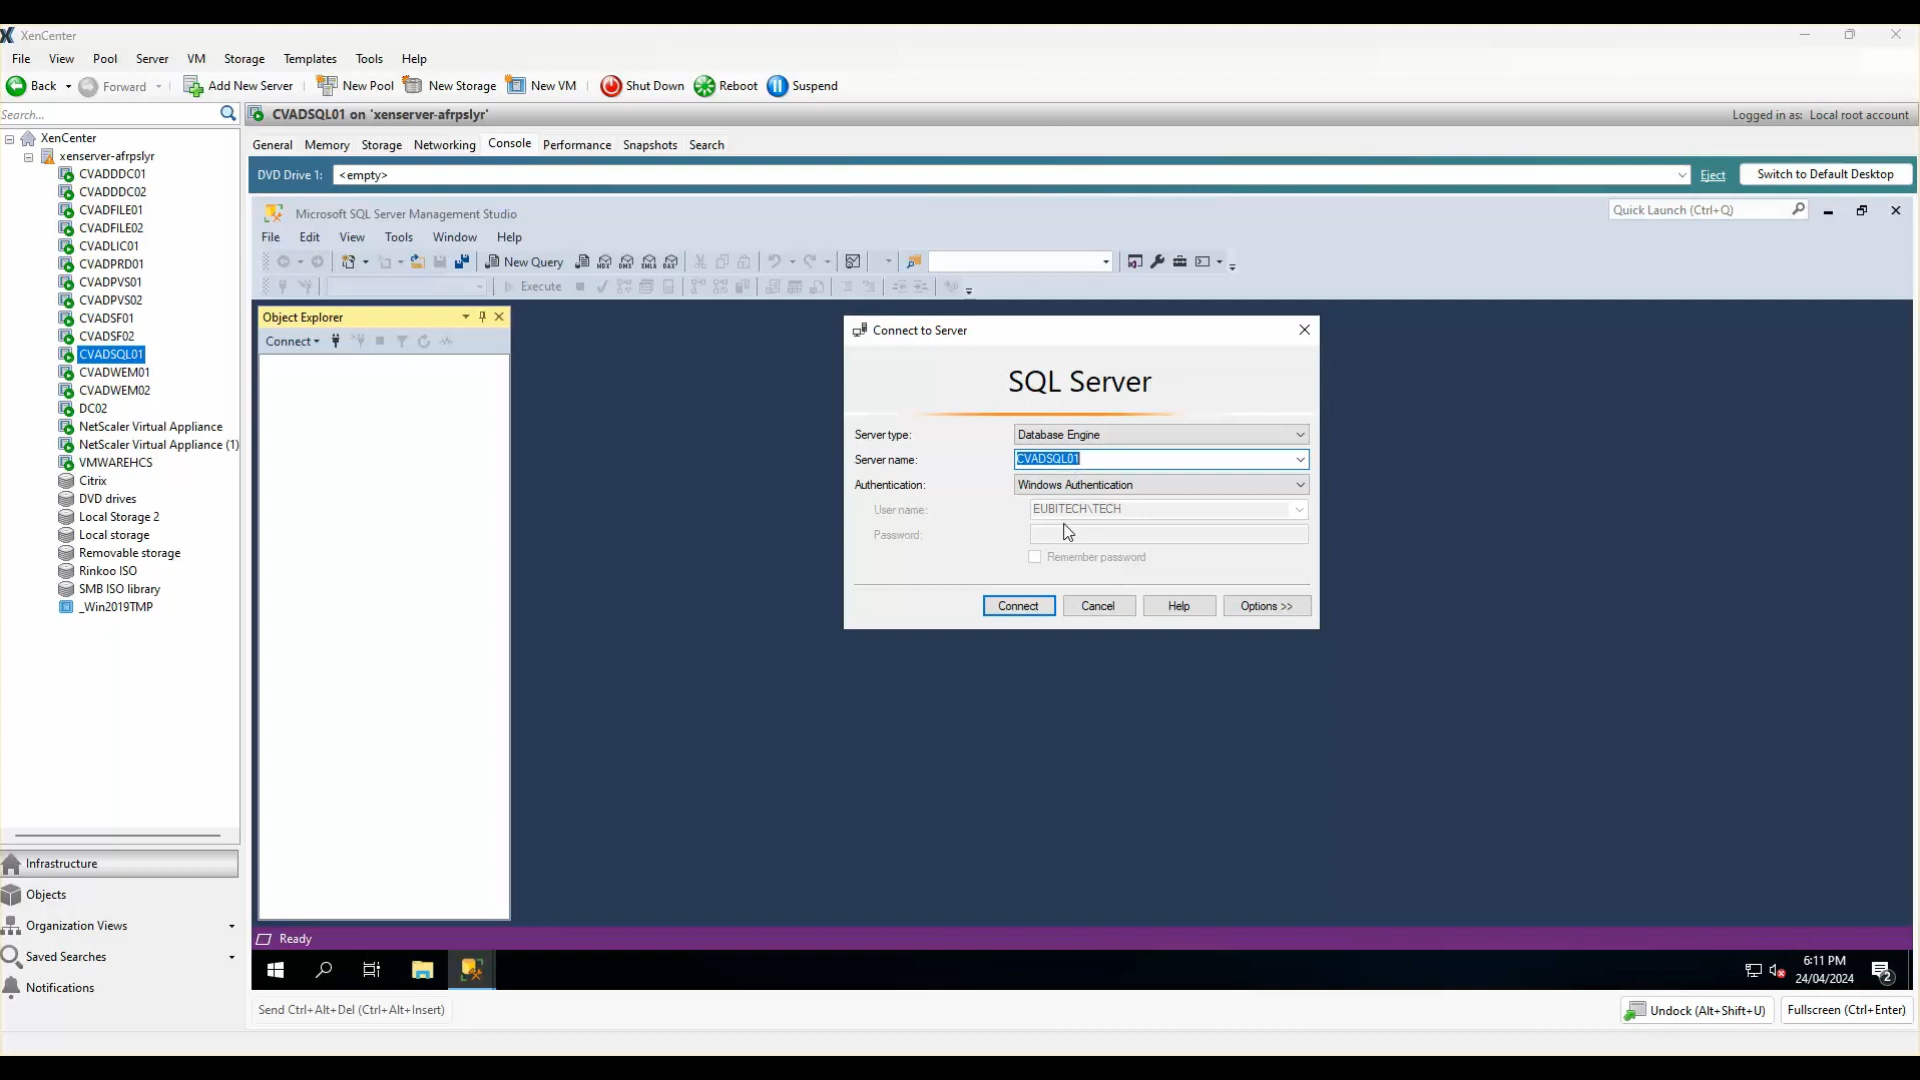 XenCenter
File View Pool Server VM Storage Templates Tools Help
Back Forward Add New Server New Pool New Storage New VM Shut Down Reboot Suspend
Search...
CVADSQL01 on 'xenserver-afrpslyr'
Logged in as: Local root account
XenCenter
xenserver-afrpslyr
CVADDDC01
CVADDDC02
CVADFILE01
CVADFILE02
CVADLIC01
CVADPRD01
CVADPVS01
CVADPVS02
CVADSF01
CVADSF02
CVADSQL01
CVADWEM01
CVADWEM02
DC02
NetScaler Virtual Appliance
NetScaler Virtual Appliance (1)
VMWAREHCS
Citrix
DVD drives
Local Storage 2
Local storage
Removable storage
Rinkoo ISO
SMB ISO library
_Win2019TMP
Infrastructure
Objects
Organization Views
Saved Searches
Notifications
General Memory Storage Networking Console Performance Snapshots Search
DVD Drive 1: <empty> Eject Switch to Default Desktop
Microsoft SQL Server Management Studio
Quick Launch (Ctrl+Q)
File Edit View Tools Window Help
New Query
Execute
Object Explorer
Connect
Connect to Server
SQL Server
Server type: Database Engine
Server name: CVADSQL01
Authentication: Windows Authentication
User name: EUBITECH\TECH
Password:
Remember password
Connect Cancel Help Options >>
Ready
6:11 PM
24/04/2024
2
Send Ctrl+Alt+Del (Ctrl+Alt+Insert)
Undock (Alt+Shift+U) Fullscreen (Ctrl+Enter)